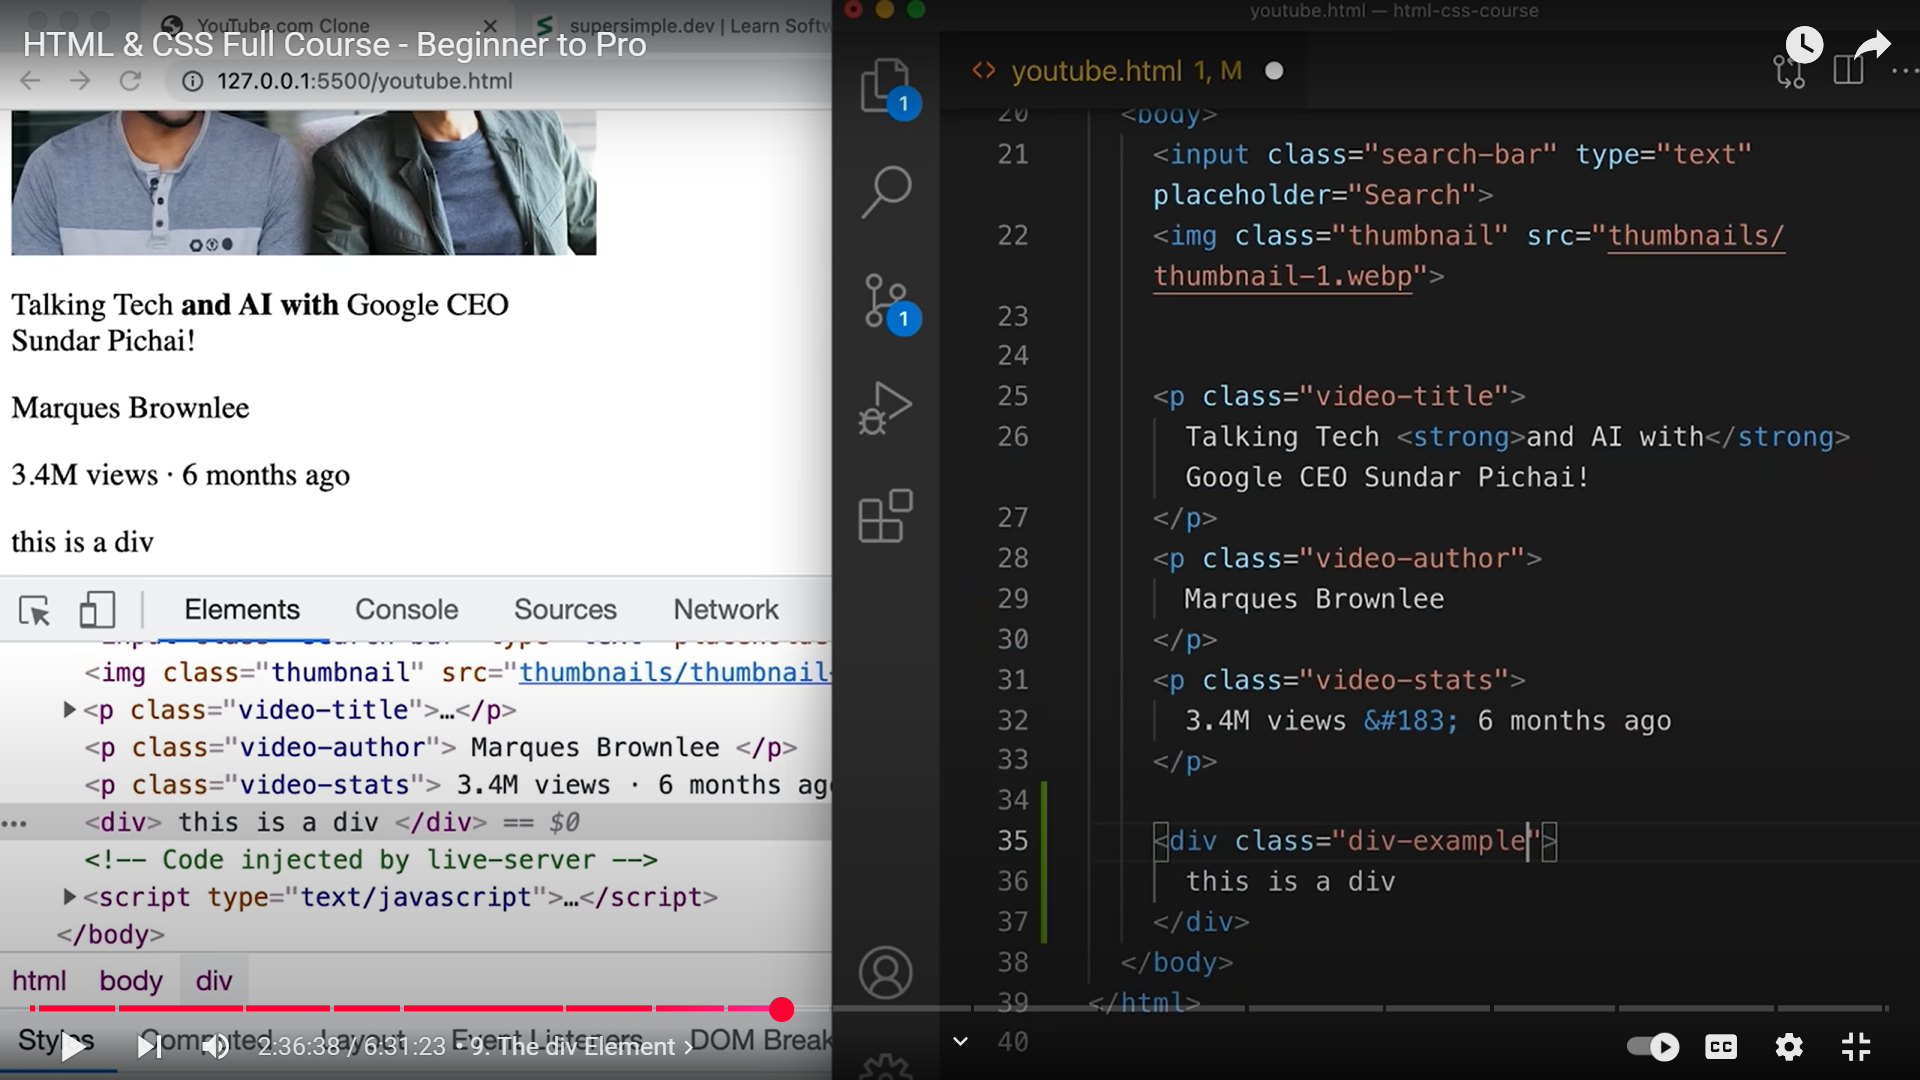 YouTube.com Clone
supersimple.dev | Learn Softw
HTML & CSS Full Course - Beginner to Pro
127.0.0.1:5500/youtube.html
Talking Tech and AI with Google CEO
Sundar Pichai!
Marques Brownlee
3.4M views · 6 months ago
this is a div
Elements Console Sources Network
<img class="thumbnail" src="thumbnails/thumbnail-
<p class="video-title">…</p>
<p class="video-author"> Marques Brownlee </p>
<p class="video-stats"> 3.4M views · 6 months ago
<div> this is a div </div> == $0
<!-- Code injected by live-server -->
<script type="text/javascript">…</script>
</body>
html body div
Styles Computed Layout Event Listeners DOM Break
2:36:38 / 6:31:23 • 9. The div Element
youtube.html — html-css-course
youtube.html 1, M
1
1
20 <body>
21 <input class="search-bar" type="text"
placeholder="Search">
22 <img class="thumbnail" src="thumbnails/
thumbnail-1.webp">
23
24
25 <p class="video-title">
26 Talking Tech <strong>and AI with</strong>
Google CEO Sundar Pichai!
27 </p>
28 <p class="video-author">
29 Marques Brownlee
30 </p>
31 <p class="video-stats">
32 3.4M views &#183; 6 months ago
33 </p>
34
35 <div class="div-example">
36 this is a div
37 </div>
38 </body>
39 </html>
40
CC